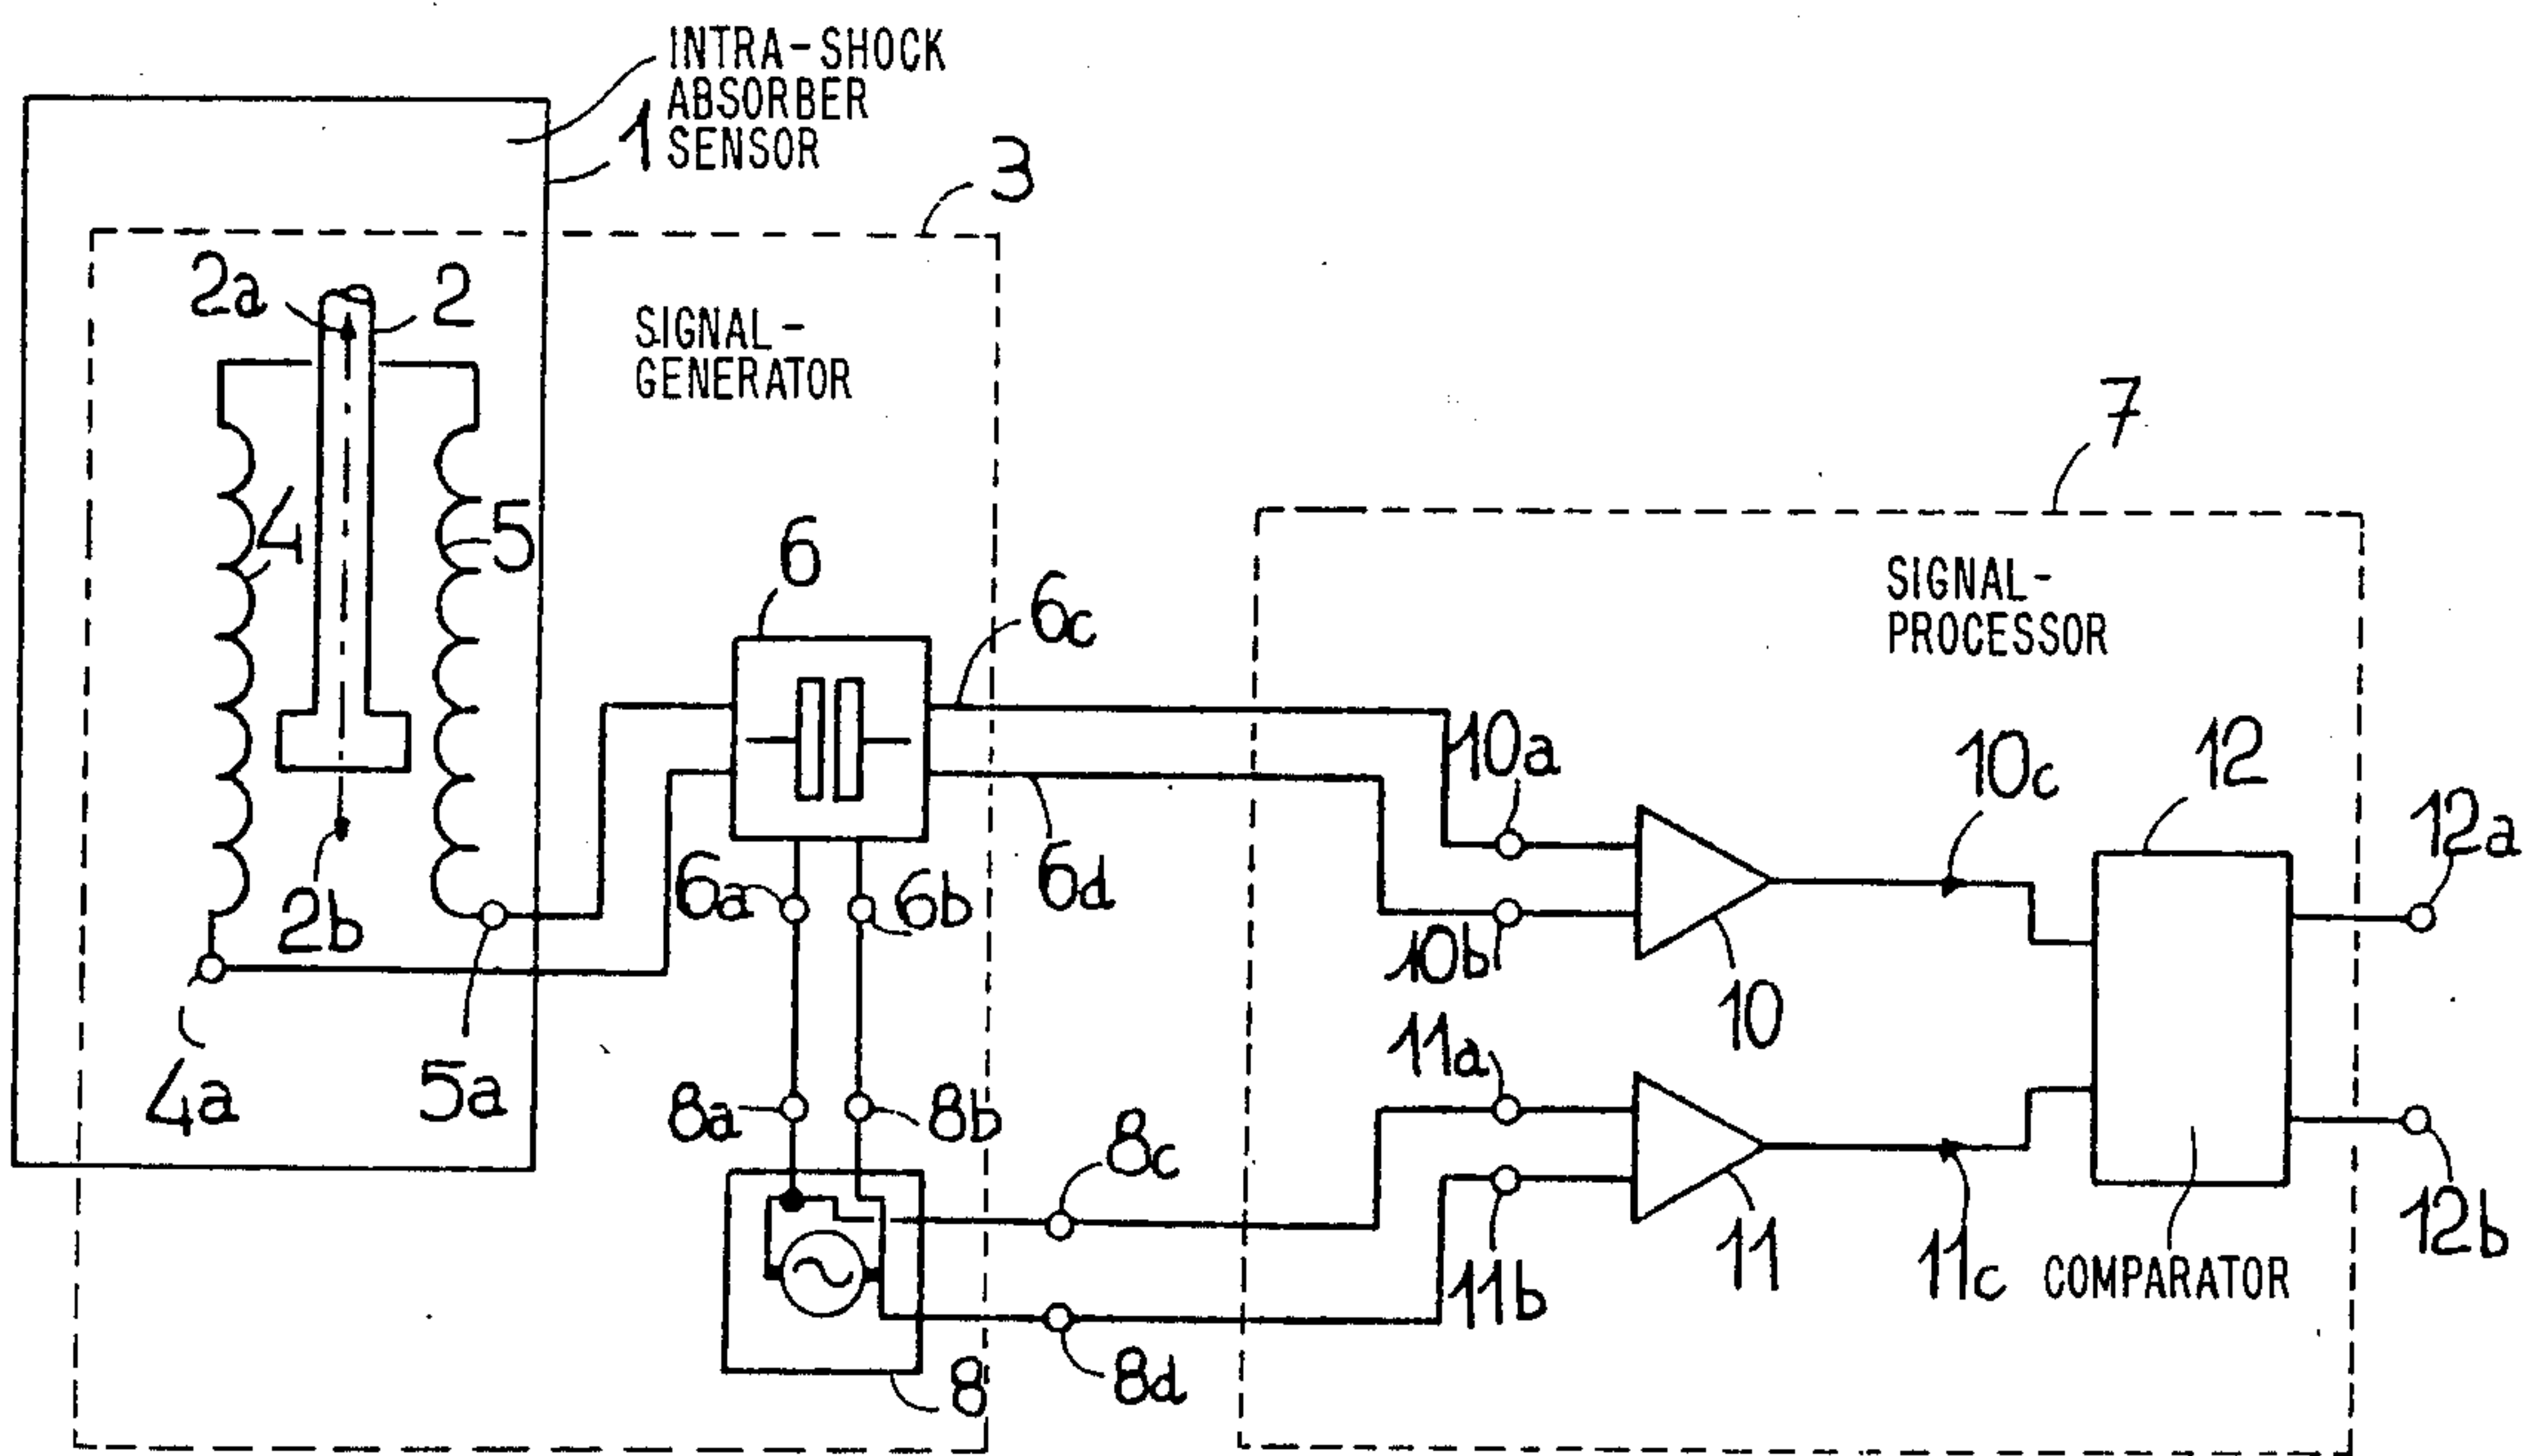 INTRA-SHOCK
ABSORBER
1 SENSOR
3
2a 2
SIGNAL-
GENERATOR
7
4 5
6
SIGNAL-
PROCESSOR
6c
10a 10c 12
12a
6a 6b 6d
2b
10b
10
11a
5a
4a
8a 8b
8c
12b
11b 11 11c COMPARATOR
8d
8